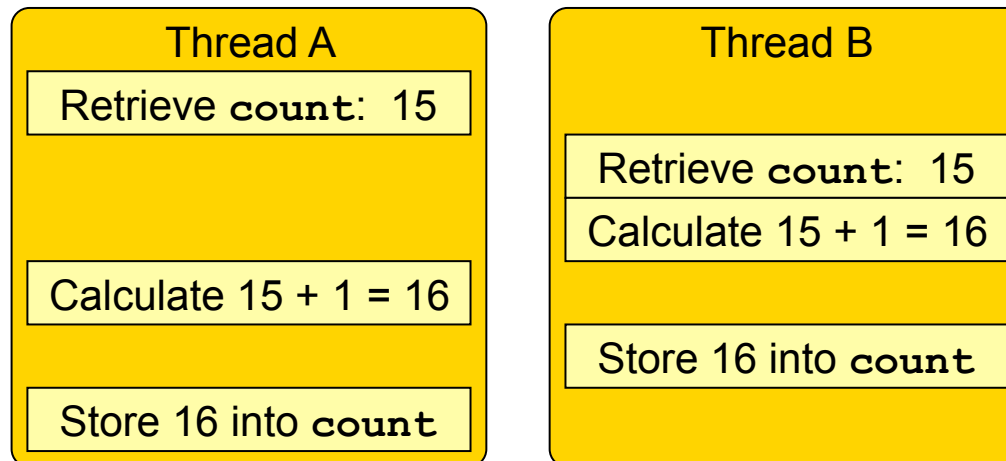 Thread A
Retrieve count: 15
Calculate 15 + 1 = 16
Store 16 into count
Thread B
Retrieve count: 15
Calculate 15 + 1 = 16
Store 16 into count